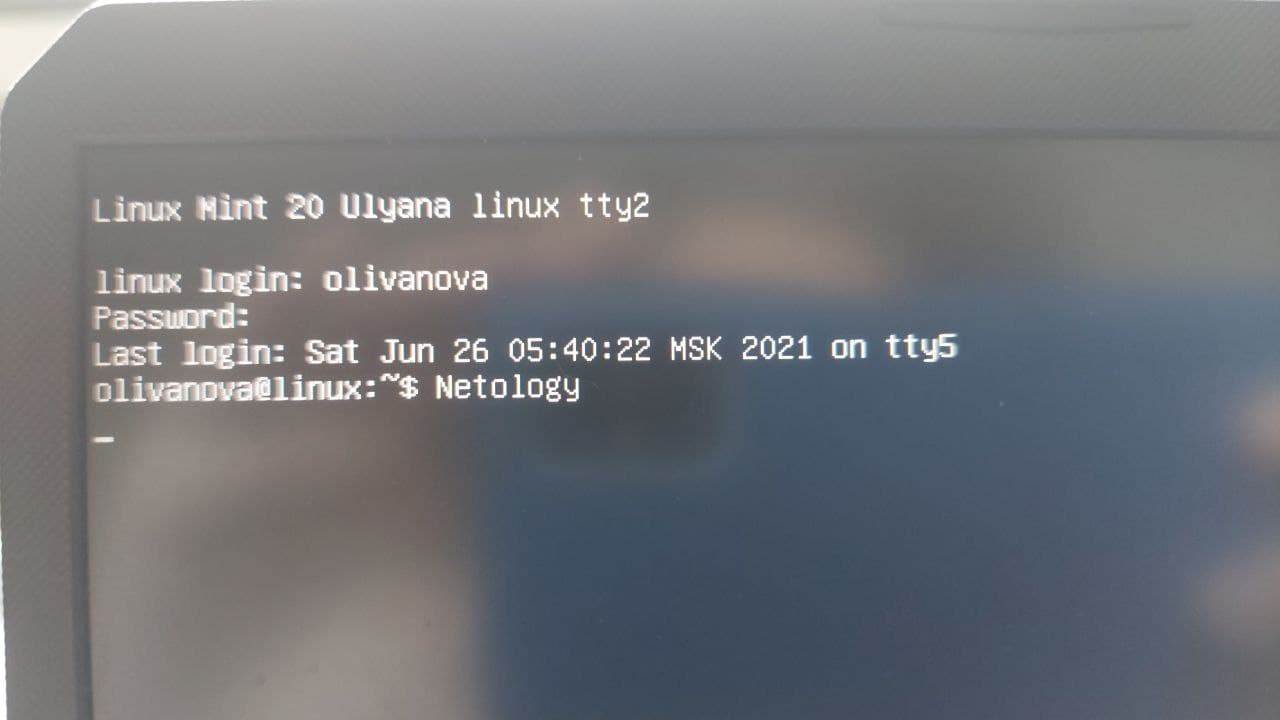 Linux Mint 20 Ulyana linux tty2
linux login: olivanova
Password:
Last login: Sat Jun 26 05:40:22 MSK 2021 on tty5
olivanova@linux:~$ Netology
_